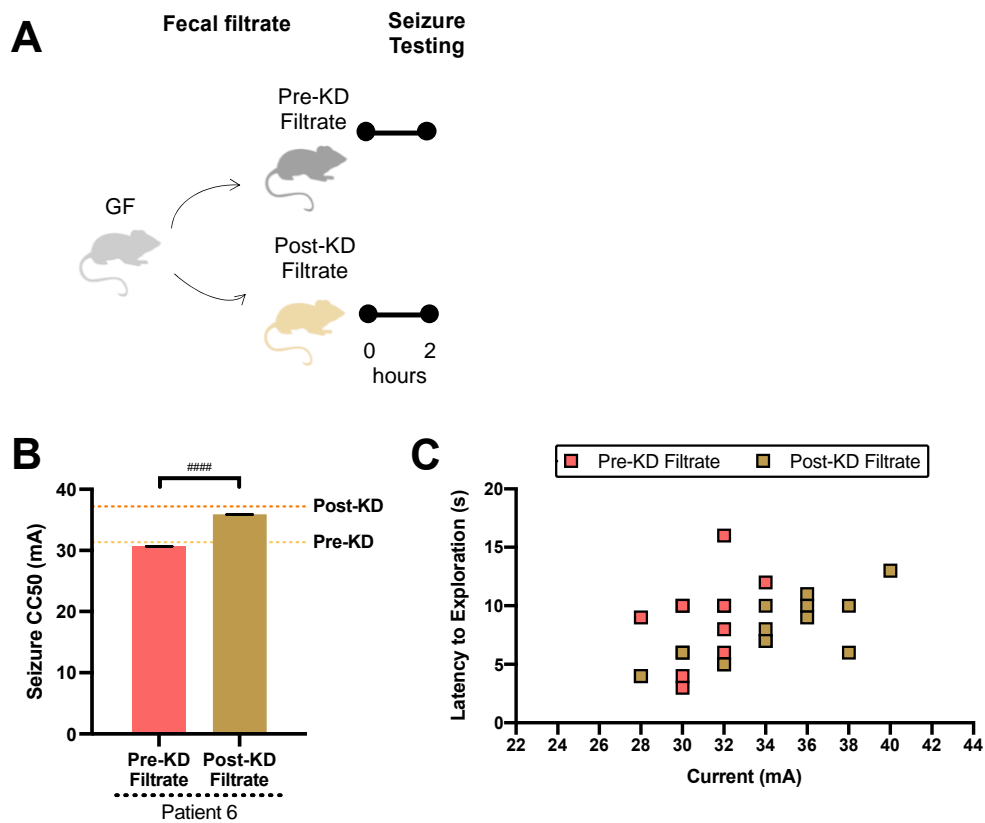 A
Fecal filtrate
Seizure
Testing
Pre-KD
Filtrate
GF
Post-KD
Filtrate
0 2
hours
B
####
Seizure CC50 (mA)
40
30
20
10
0
Post-KD
Pre-KD
Pre-KD Post-KD
Filtrate Filtrate
Patient 6
C
Pre-KD Filtrate Post-KD Filtrate
Latency to Exploration (s)
20
15
10
5
0
22 24 26 28 30 32 34 36 38 40 42 44
Current (mA)